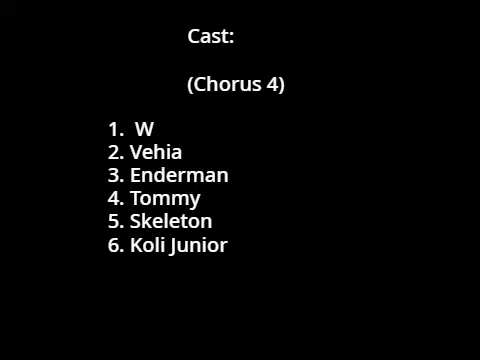 Cast:
(Chorus 4)
1. W
2. Vehia
3. Enderman
4. Tommy
5. Skeleton
6. Koli Junior